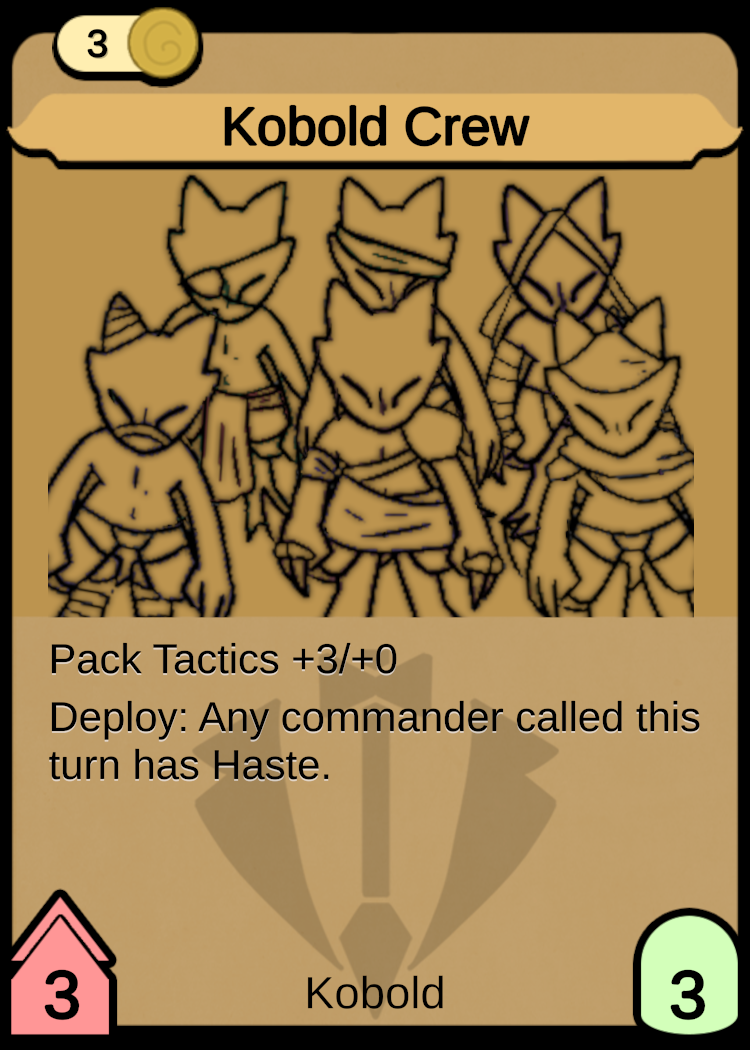 3
Kobold Crew
Pack Tactics +3/+0
Deploy: Any commander called this
turn has Haste.
3
Kobold
3